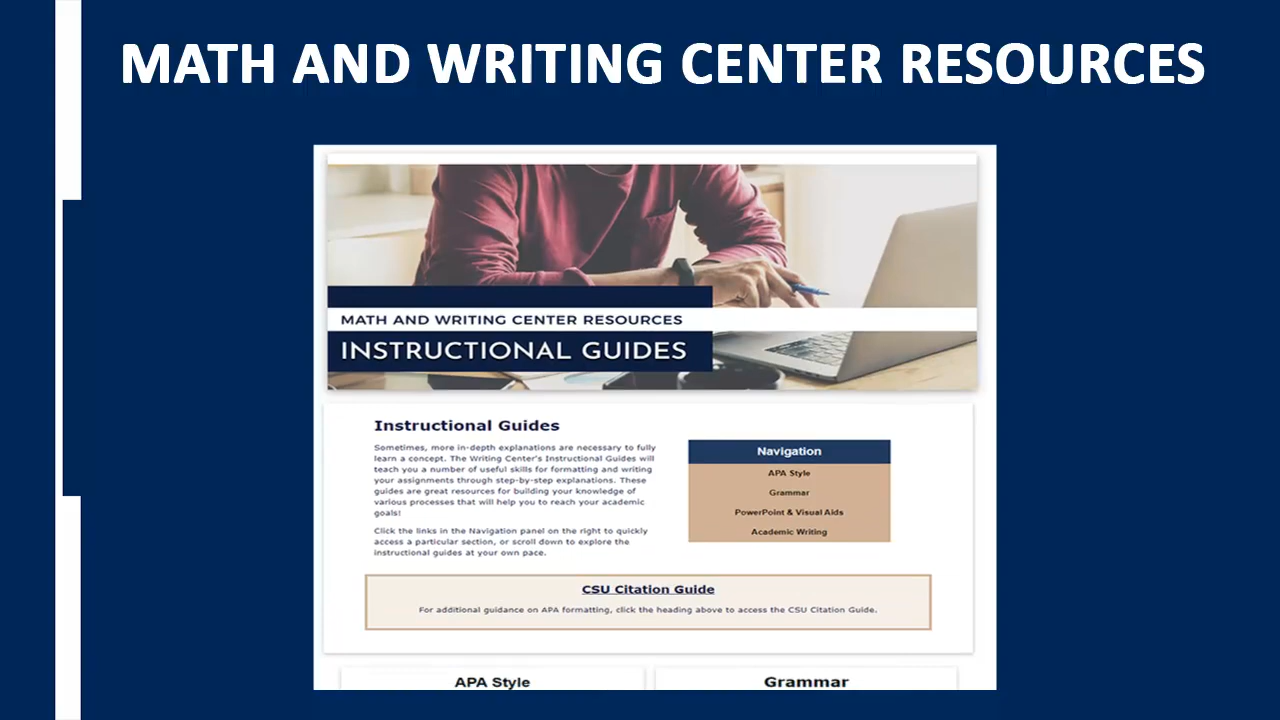 MATH AND WRITING CENTER RESOURCES
MATH AND WRITING CENTER RESOURCES
INSTRUCTIONAL GUIDES
Instructional Guides
Sometimes, more in-depth explanations are necessary to fully
learn a concept. The Writing Center's Instructional Guides will
teach you a number of useful skills for formatting and writing
your assignments through step-by-step explanations. These
guides are great resources for building your knowledge of
various processes that will help you to reach your academic
goals!
Click the links in the Navigation panel on the right to quickly
access a particular section, or scroll down to explore the
instructional guides at your own pace.
Navigation
APA Style
Grammar
PowerPoint & Visual Aids
Academic Writing
CSU Citation Guide
For additional guidance on APA formatting, click the heading above to access the CSU Citation Guide.
APA Style
Grammar